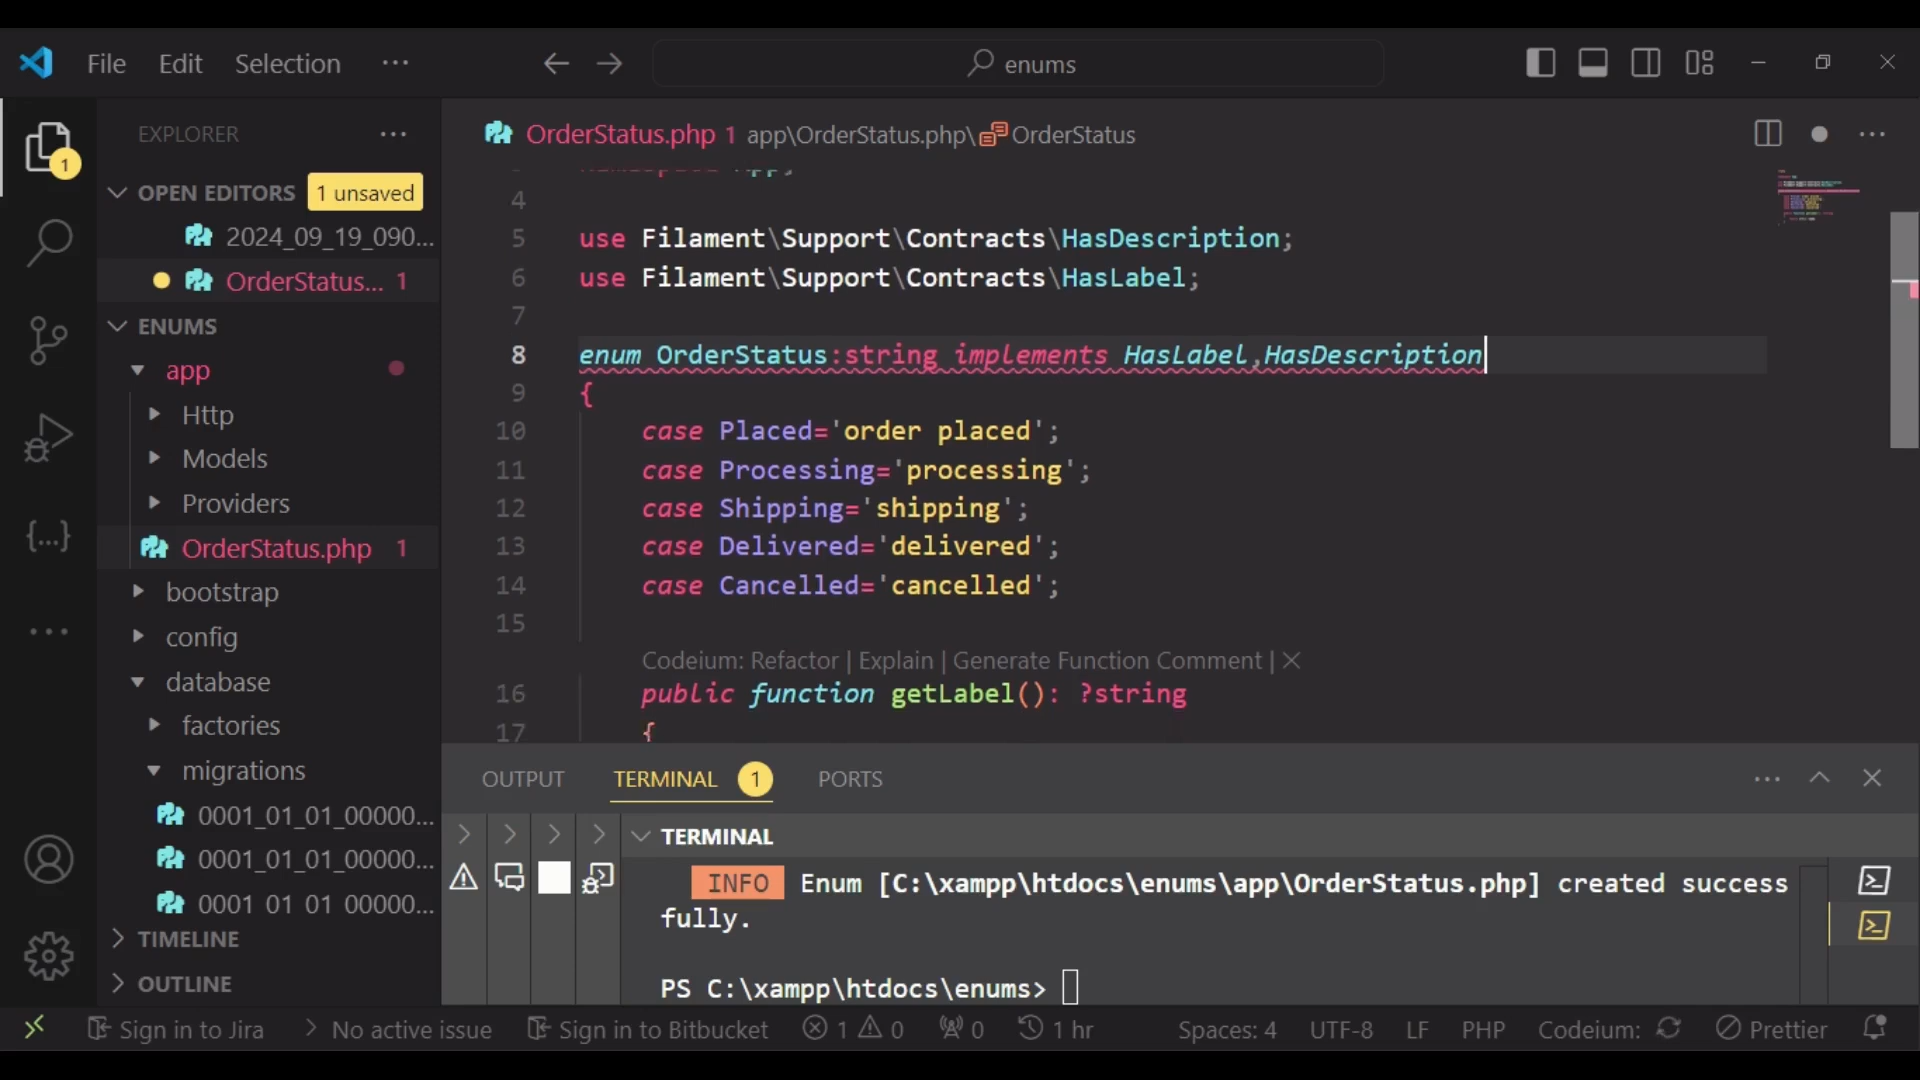 File Edit Selection ···
enums
EXPLORER ···
OPEN EDITORS 1 unsaved
2024_09_19_090...
OrderStatus... 1
ENUMS
app
Http
Models
Providers
OrderStatus.php 1
bootstrap
config
database
factories
migrations
0001_01_01_00000...
0001_01_01_00000...
0001 01 01 00000...
TIMELINE
OUTLINE
1
OrderStatus.php 1 app\OrderStatus.php\ OrderStatus
4
5 use Filament\Support\Contracts\HasDescription;
6 use Filament\Support\Contracts\HasLabel;
7
8 enum OrderStatus:string implements HasLabel,HasDescription
9 {
10 case Placed='order placed';
11 case Processing='processing';
12 case Shipping='shipping';
13 case Delivered='delivered';
14 case Cancelled='cancelled';
15
Codeium: Refactor | Explain | Generate Function Comment | ×
16 public function getLabel(): ?string
17 {
OUTPUT TERMINAL 1 PORTS
TERMINAL
INFO Enum [C:\xampp\htdocs\enums\app\OrderStatus.php] created success
fully.
PS C:\xampp\htdocs\enums>
Sign in to Jira > No active issue Sign in to Bitbucket 1 0 0 1 hr Spaces: 4 UTF-8 LF PHP Codeium: Prettier